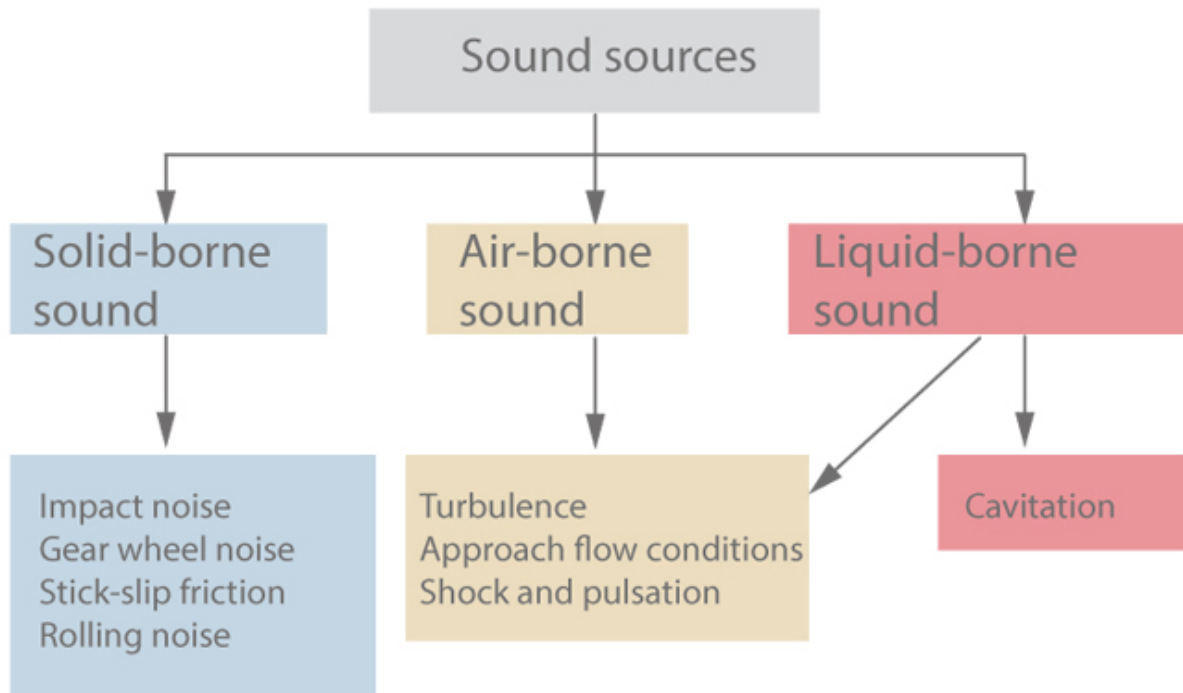 Sound sources
Solid-borne
sound
Air-borne
sound
Liquid-borne
sound
Impact noise
Gear wheel noise
Stick-slip friction
Rolling noise
Turbulence
Approach flow conditions
Shock and pulsation
Cavitation